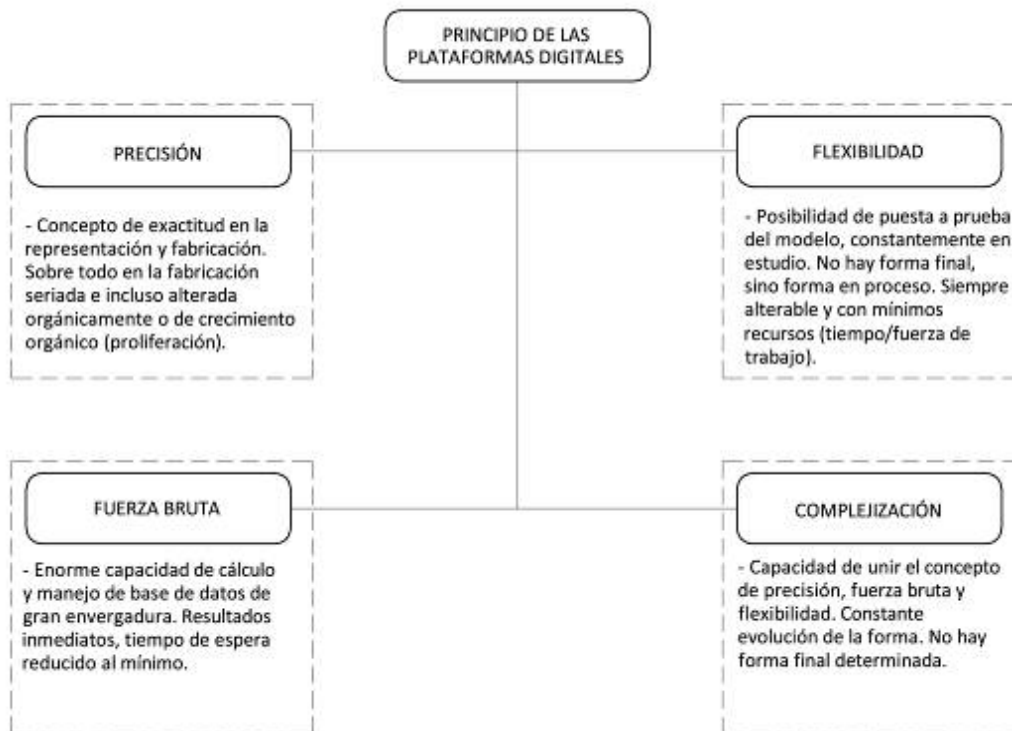 PRINCIPIO DE LAS
PLATAFORMAS DIGITALES
PRECISIÓN
- Concepto de exactitud en la
representación y fabricación.
Sobre todo en la fabricación
seriada e incluso alterada
orgánicamente o de crecimiento
orgánico (proliferación).
FLEXIBILIDAD
- Posibilidad de puesta a prueba
del modelo, constantemente en
estudio. No hay forma final,
sino forma en proceso. Siempre
alterable y con mínimos
recursos (tiempo/fuerza de
trabajo).
FUERZA BRUTA
- Enorme capacidad de cálculo
y manejo de base de datos de
gran envergadura. Resultados
inmediatos, tiempo de espera
reducido al mínimo.
COMPLEJIZACIÓN
- Capacidad de unir el concepto
de precisión, fuerza bruta y
flexibilidad. Constante
evolución de la forma. No hay
forma final determinada.